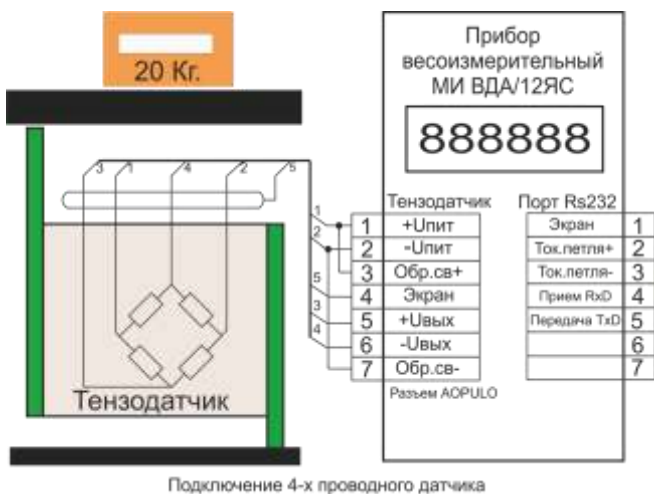 20 Кг.
3 1 4 2 5
Тензодатчик
Прибор
весоизмерительный
МИ ВДА/12ЯС
888888
Тензодатчик
1 1 +Uпит
2 2 -Uпит
3 Обр.св+
5 4 Экран
3 5 +Uвых
4 6 -Uвых
7 Обр.св-
Разъем AOPULO
Порт Rs232
Экран 1
Ток.петля+ 2
Ток.петля- 3
Прием RxD 4
Передача TxD 5
6
7
Подключение 4-х проводного датчика